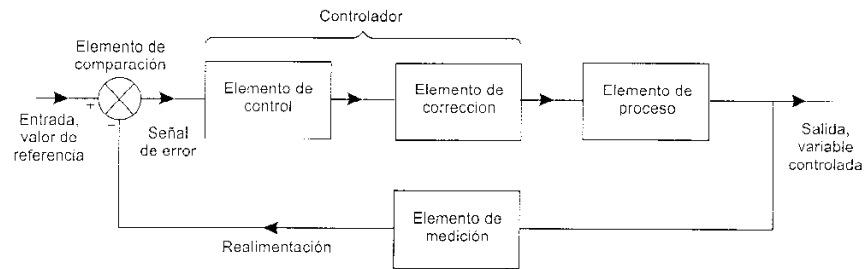 Controlador
Elemento de
comparación
Elemento de
control
Elemento de
correccion
Elemento de
proceso
+
−
Entrada,
valor de
referencia
Señal
de error
Salida,
variable
controlada
Elemento de
medición
Realimentación